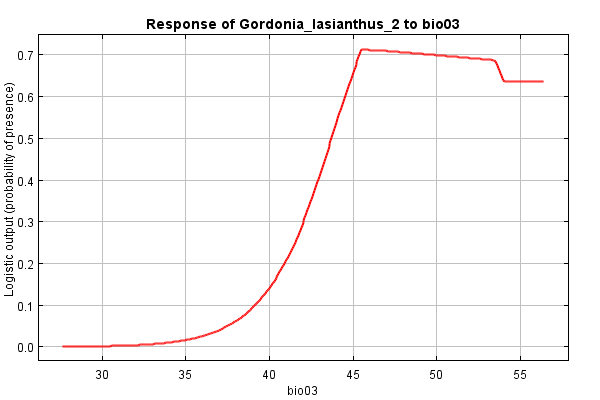 Response of Gordonia_lasianthus_2 to bio03
Logistic output (probability of presence)
0.7
0.6
0.5
0.4
0.3
0.2
0.1
0.0
30 35 40 45 50 55
bio03